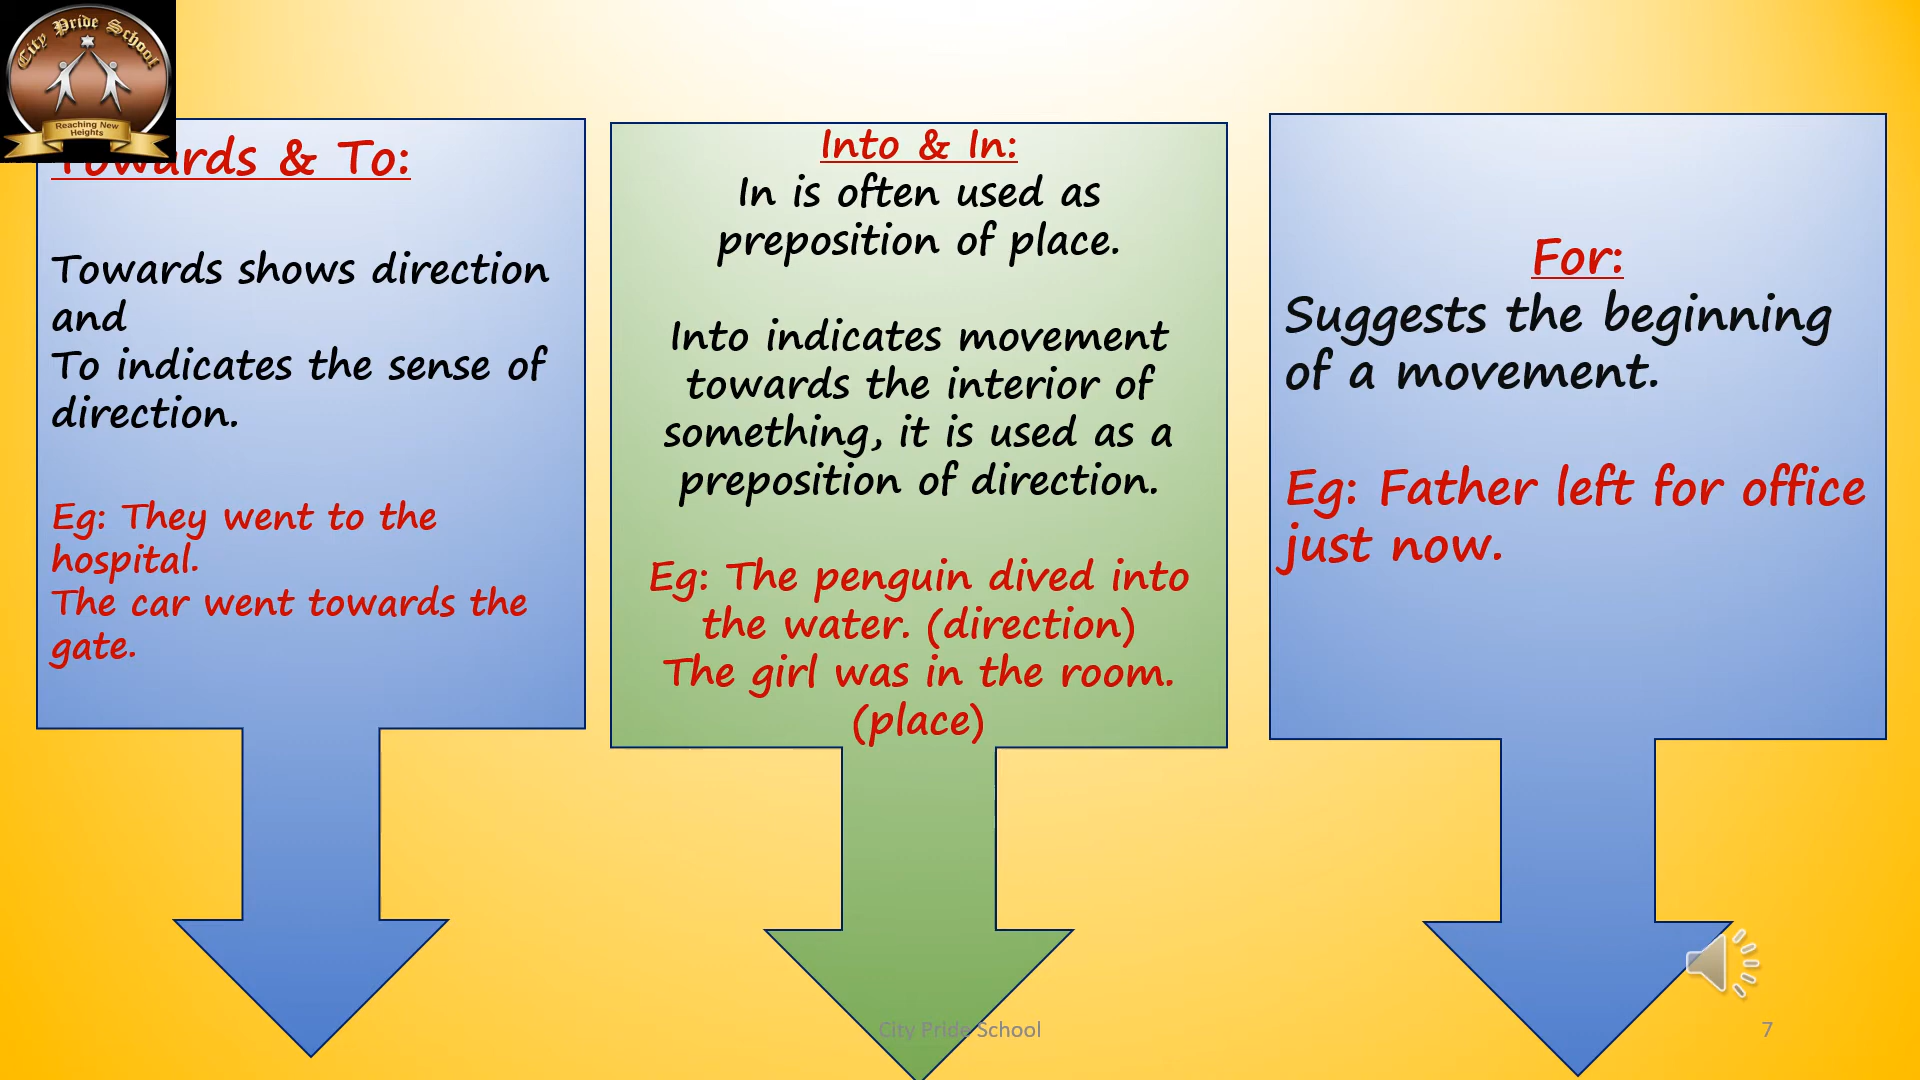 City Pride School
Reaching New
Heights
Towards & To:
Towards shows direction
and
To indicates the sense of
direction.
Eg: They went to the
hospital.
The car went towards the
gate.
Into & In:
In is often used as
preposition of place.
Into indicates movement
towards the interior of
something, it is used as a
preposition of direction.
Eg: The penguin dived into
the water. (direction)
The girl was in the room.
(place)
For:
Suggests the beginning
of a movement.
Eg: Father left for office
just now.
City Pride School
7